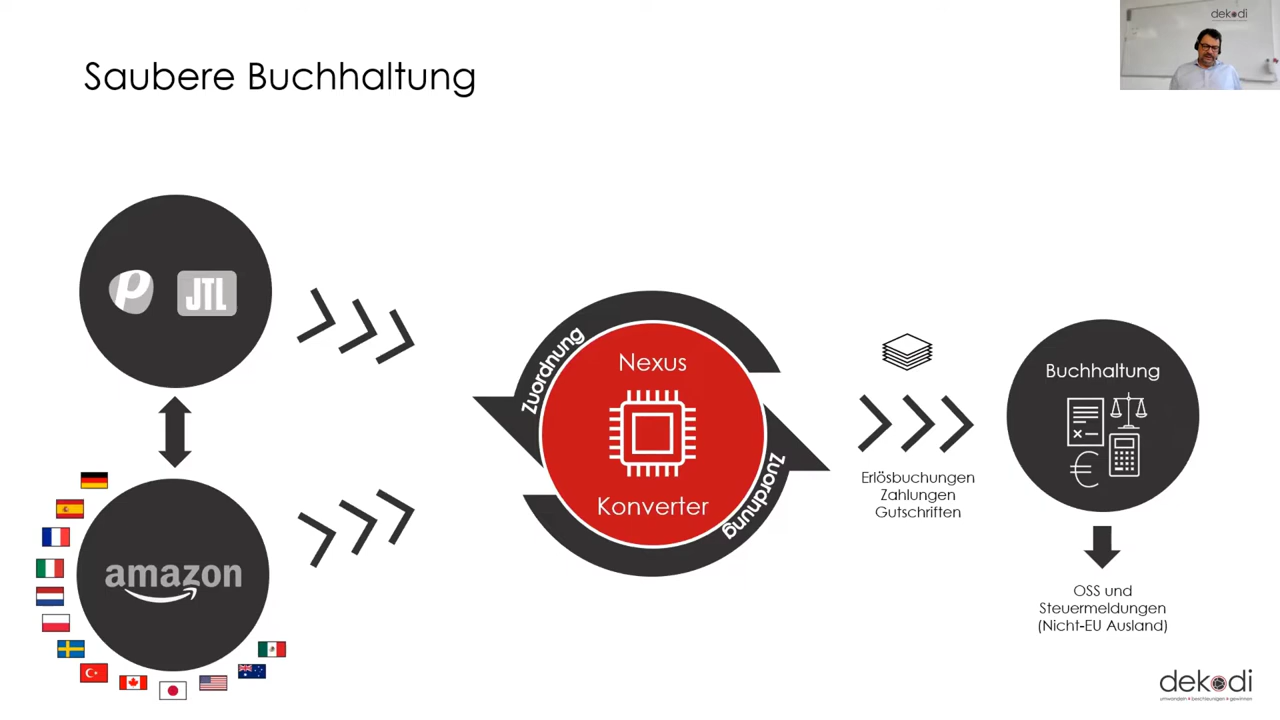 dekodi
Saubere Buchhaltung
P
JTL
amazon
Zuordnung
Nexus
Konverter
Zuordnung
Erlösbuchungen
Zahlungen
Gutschriften
Buchhaltung
€
OSS und
Steuermeldungen
(Nicht-EU Ausland)
dekodi
umwandeln • beschleunigen • gewinnen